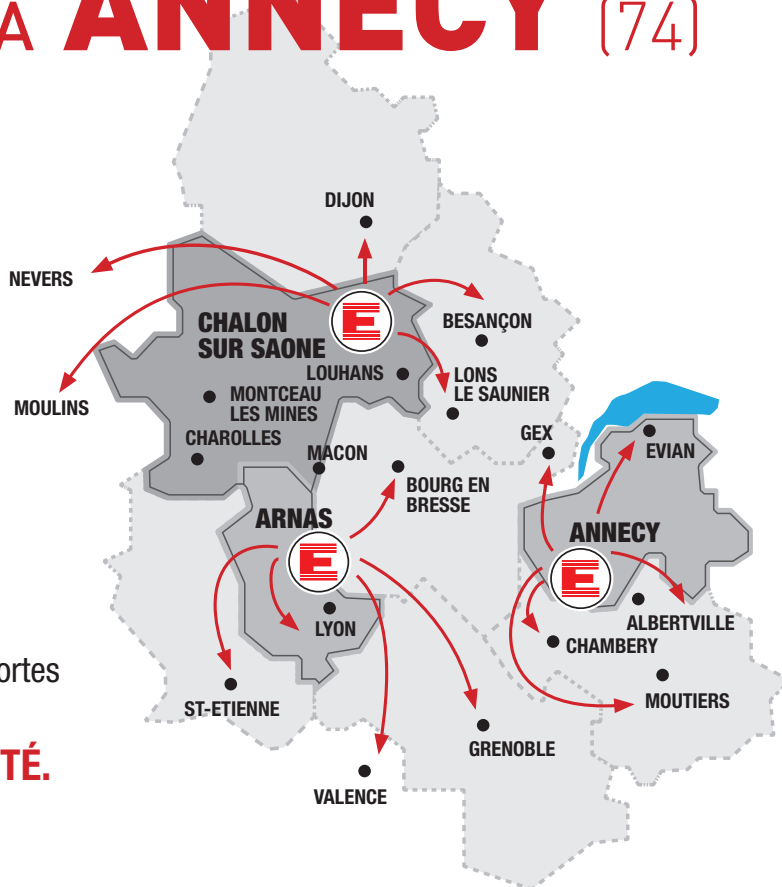 A ANNECY (74)
DIJON
NEVERS
CHALON
SUR SAONE
E
BESANÇON
LOUHANS
LONS
LE SAUNIER
MONTCEAU
LES MINES
MOULINS
CHAROLLES
GEX
EVIAN
MACON
BOURG EN
BRESSE
ARNAS
E
ANNECY
E
LYON
ALBERTVILLE
CHAMBERY
ortes
MOUTIERS
ST-ETIENNE
GRENOBLE
TÉ.
VALENCE